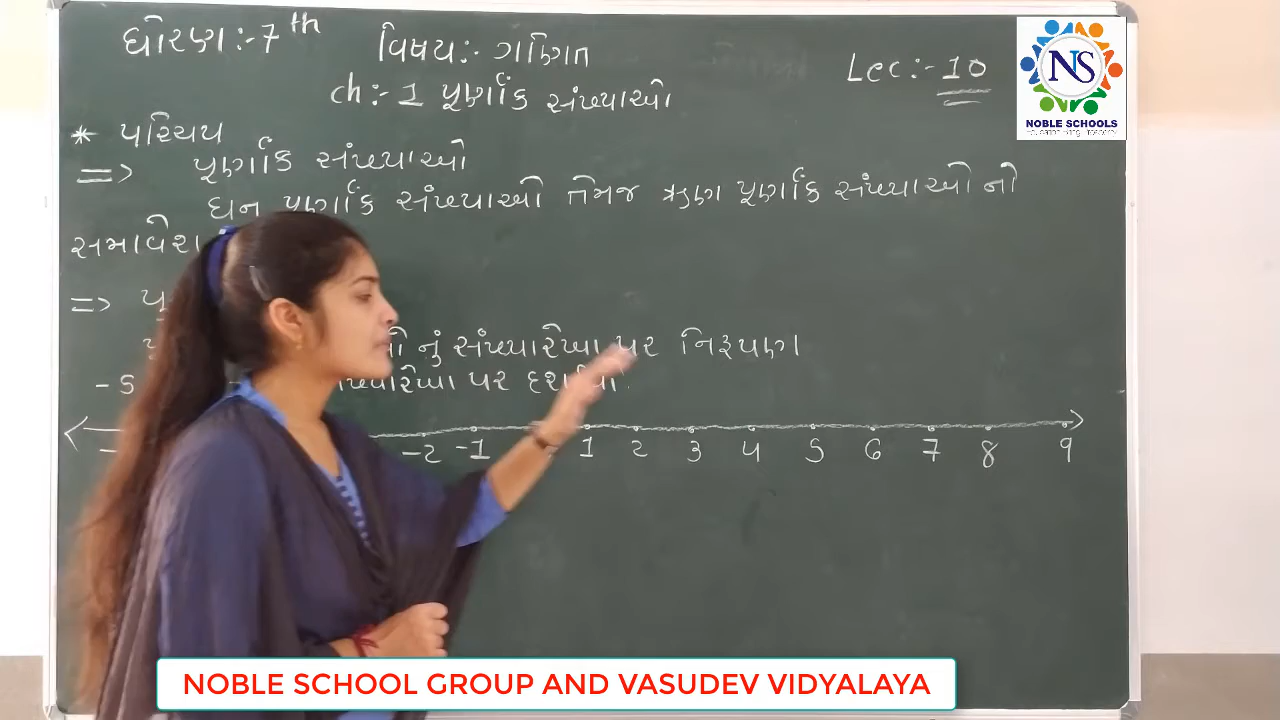 ધોરણ:- 7th
વિષય:- ગણિત
Lec:- 10
ch:- 1 પૂર્ણાંક સંખ્યાઓ
* પરિચય
=> પૂર્ણાંક સંખ્યાઓ
ધન પૂર્ણાંક સંખ્યાઓ તેમજ ઋણ પૂર્ણાંક સંખ્યાઓ નો
સમાવેશ
=>
નું સંખ્યારેખા પર નિરૂપણ
-5 પર દર્શાવો.
-2 -1 1 2 3 4 5 6 7 8 9
NS
NOBLE SCHOOLS
NOBLE SCHOOL GROUP AND VASUDEV VIDYALAYA